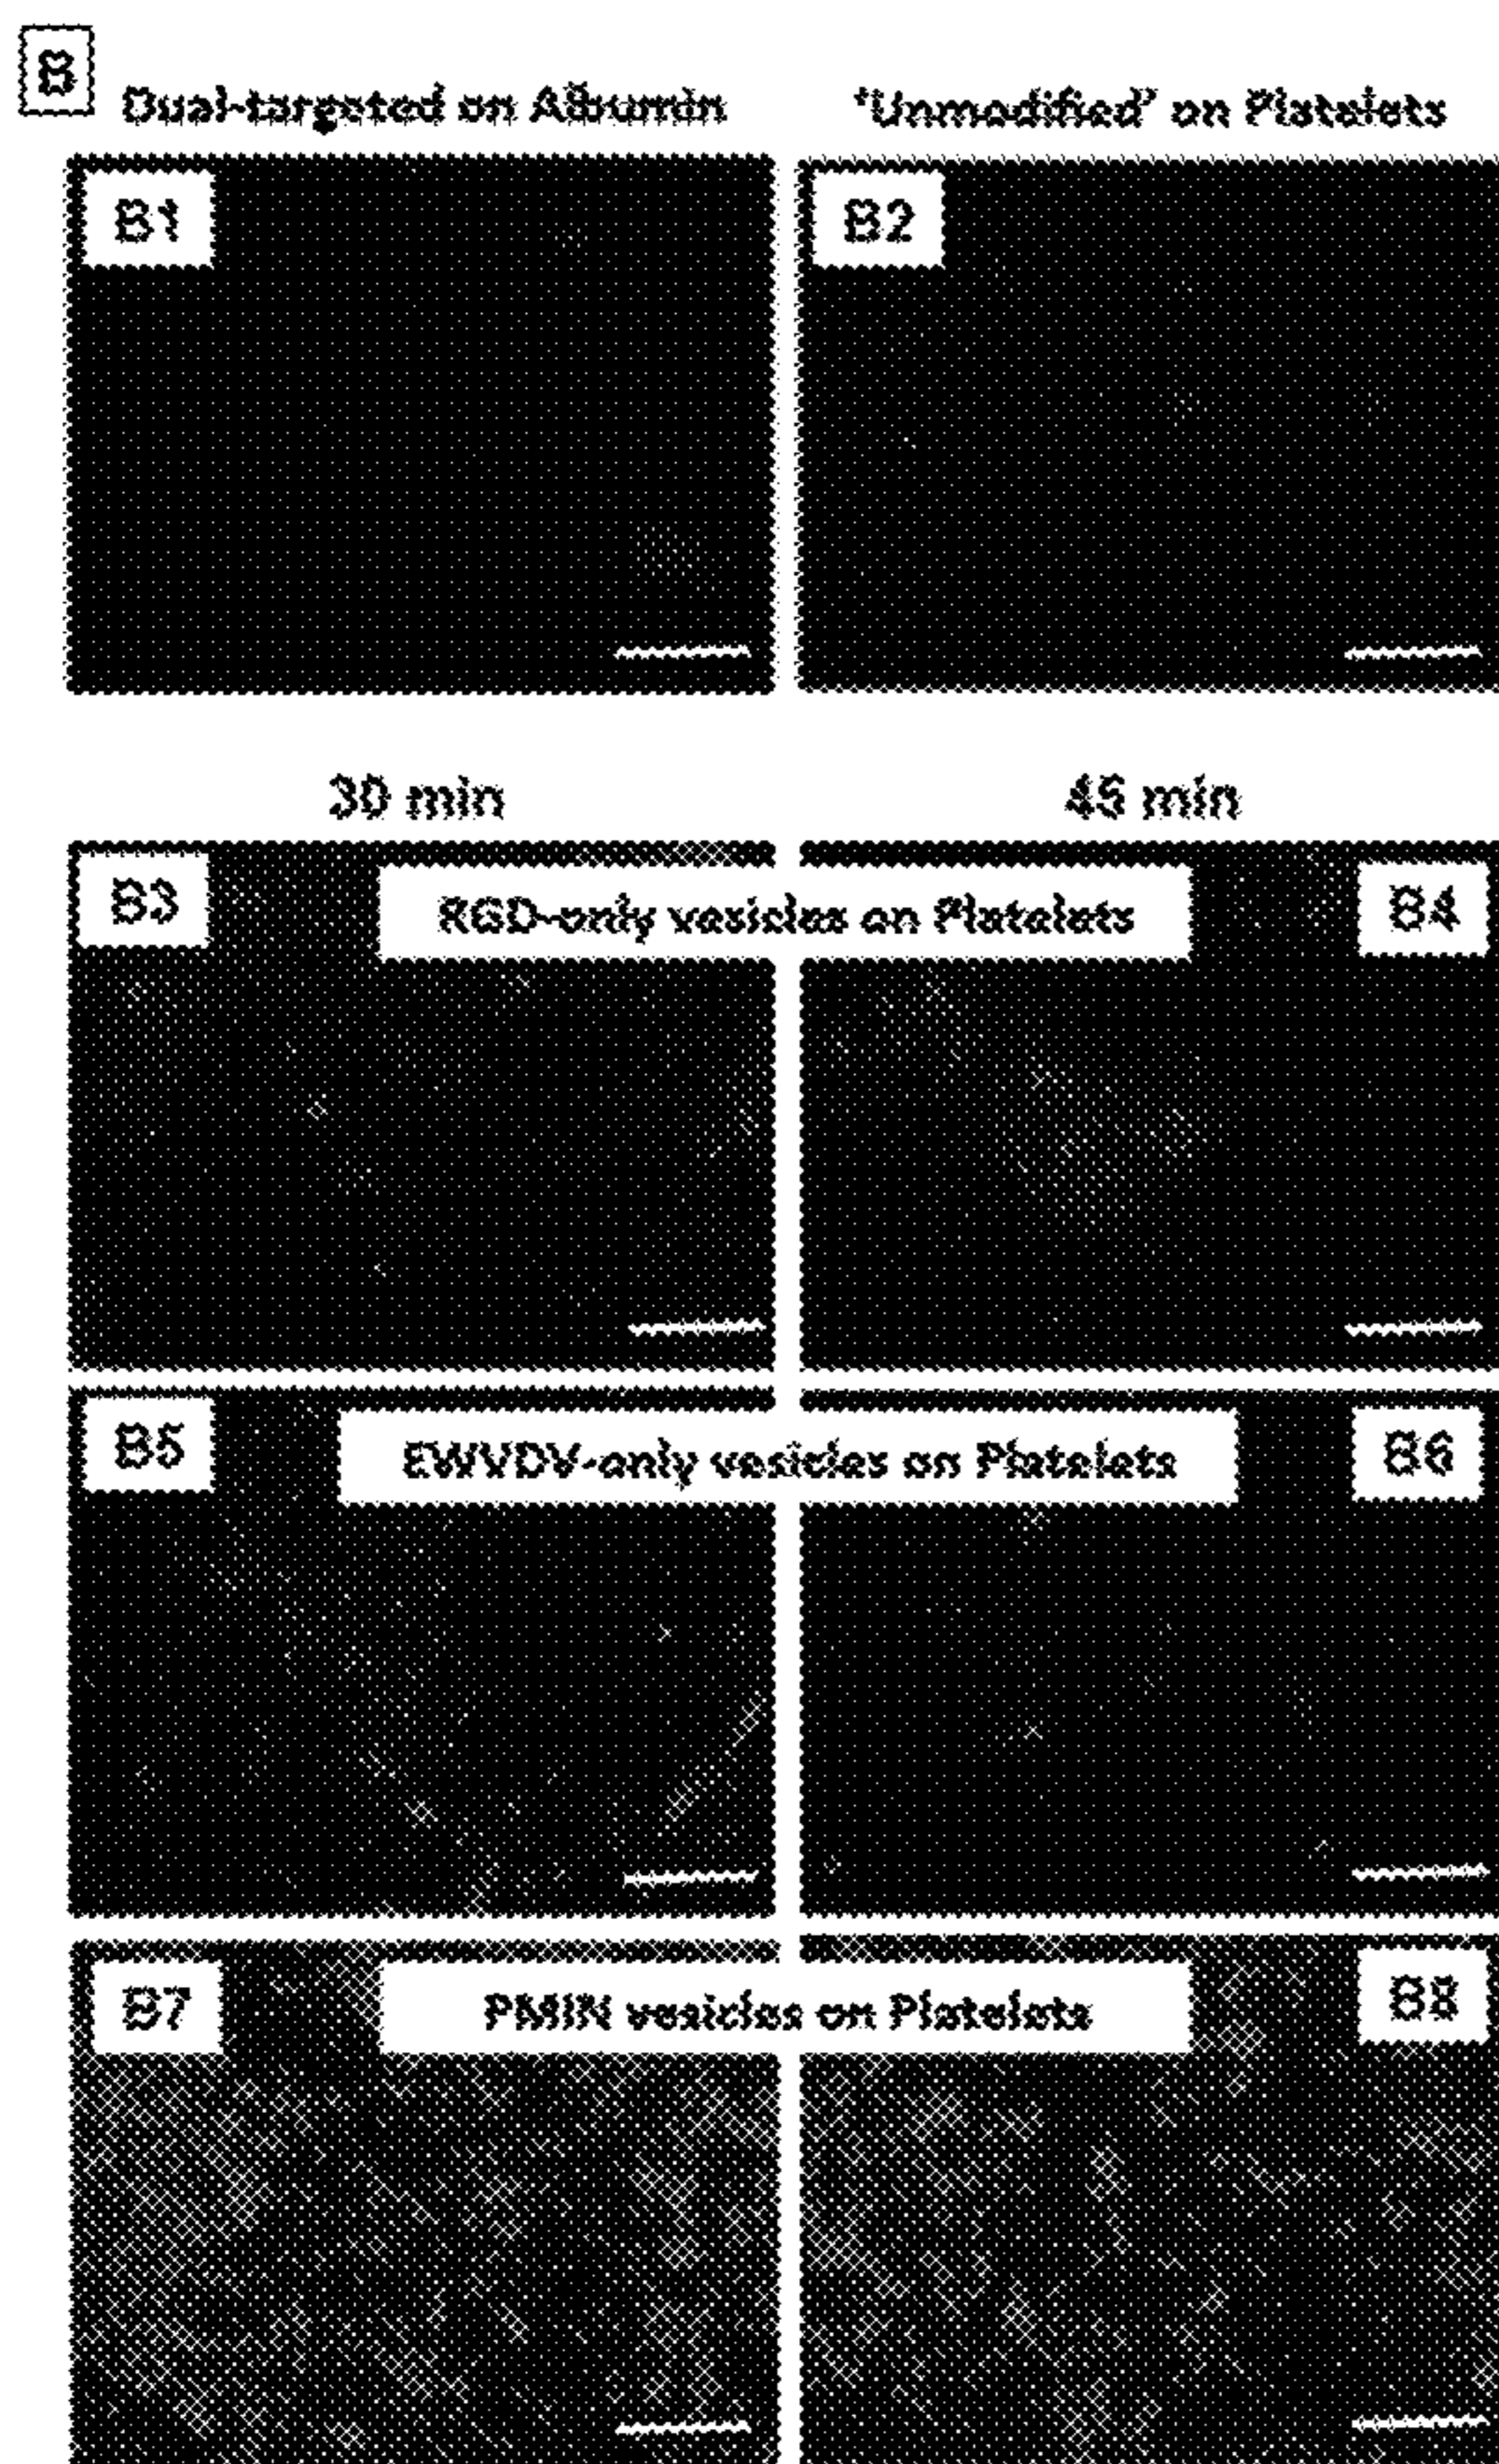 B
Dual-targeted on Albumin
"Unmodified" on Platelets
B1
B2
30 min
45 min
B3
RGD-only vesicles on Platelets
B4
B5
EWVDV-only vesicles on Platelets
B6
B7
PMIN vesicles on Platelets
B8